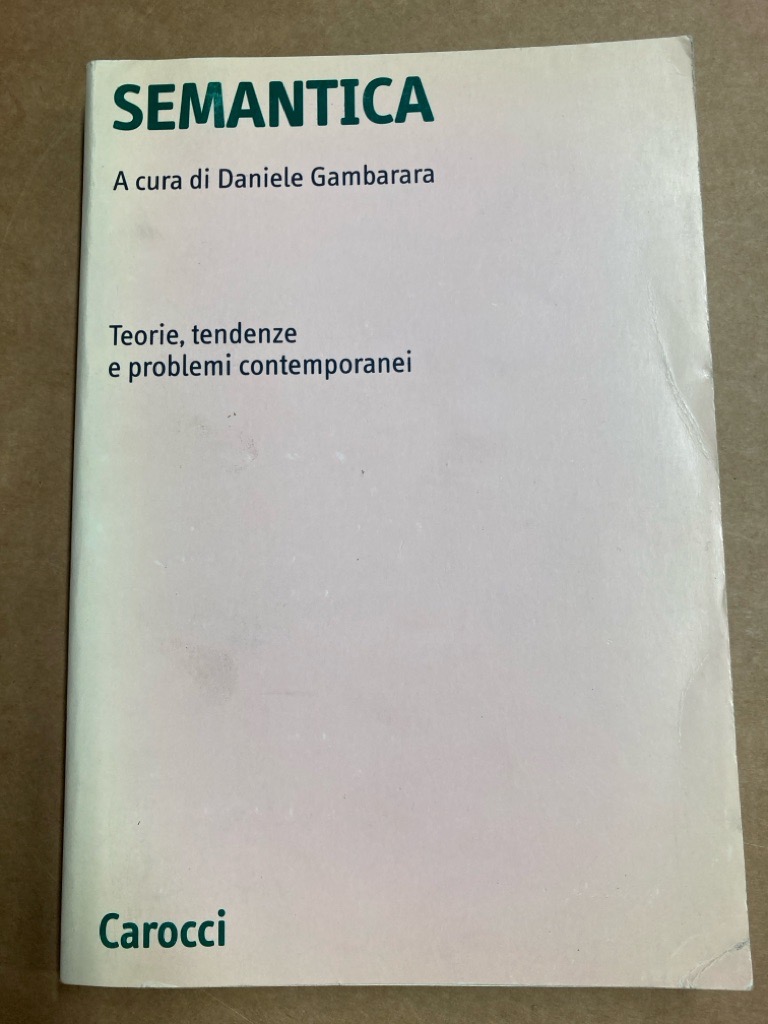 SEMANTICA
A cura di Daniele Gambarara
Teorie, tendenze
e problemi contemporanei
Carocci